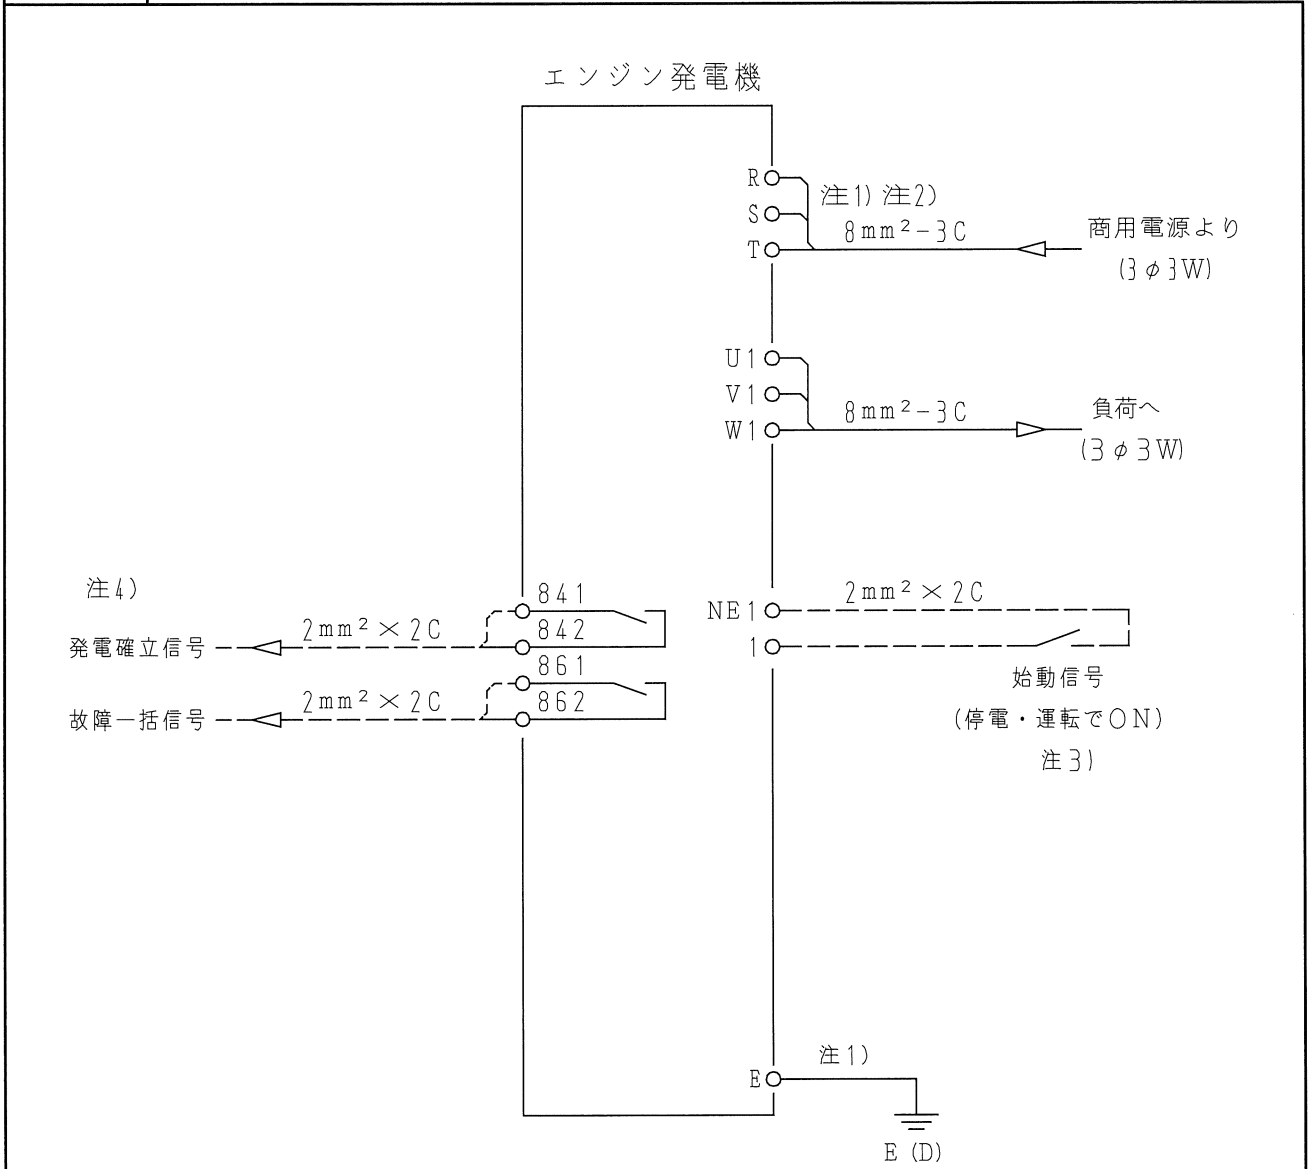 エンジン発電機
R
S
T
注1) 注2)
8mm²-3C
商用電源より
(3φ3W)
U1
V1
W1
8mm²-3C
負荷へ
(3φ3W)
注4)
発電確立信号
2mm²×2C
841
842
故障一括信号
2mm²×2C
861
862
NE1
1
2mm²×2C
始動信号
(停電・運転でON)
注3)
E
注1)
E (D)